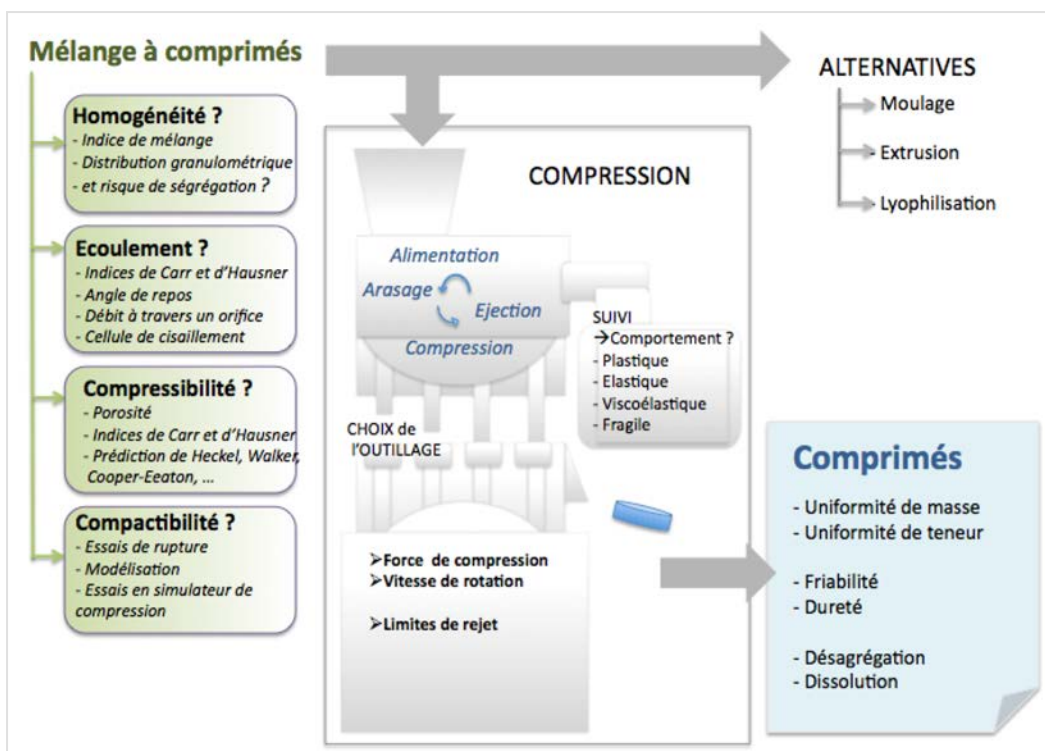 Mélange à comprimés
Homogénéité ?
- Indice de mélange
- Distribution granulométrique
- et risque de ségrégation ?
Ecoulement ?
- Indices de Carr et d'Hausner
- Angle de repos
- Débit à travers un orifice
- Cellule de cisaillement
Compressibilité ?
- Porosité
- Indices de Carr et d'Hausner
- Prédiction de Heckel, Walker,
Cooper-Eeaton, ...
Compactibilité ?
- Essais de rupture
- Modélisation
- Essais en simulateur de
compression
COMPRESSION
Alimentation
Arasage
Ejection
Compression
SUIVI
→Comportement ?
- Plastique
- Elastique
- Viscoélastique
- Fragile
CHOIX de
l'OUTILLAGE
➢Force de compression
➢Vitesse de rotation
➢Limites de rejet
ALTERNATIVES
Moulage
- Extrusion
- Lyophilisation
Comprimés
- Uniformité de masse
- Uniformité de teneur
- Friabilité
- Dureté
- Désagrégation
- Dissolution